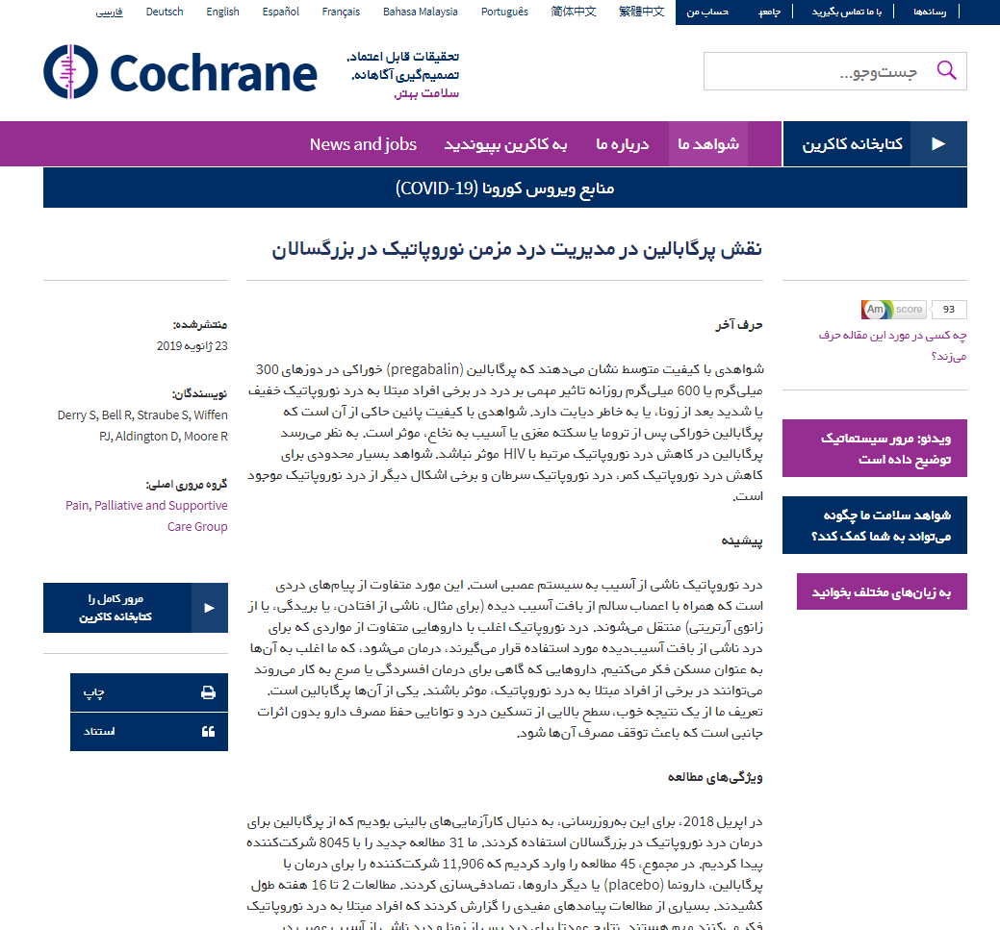 رسانه‌ها
با ما تماس بگیرید
حساب من
繁體中文
简体中文
Português
Bahasa Malaysia
Français
Español
English
Deutsch
فارسی
Cochrane
تحقیقات قابل اعتماد.
تصمیم‌گیری آگاهانه.
سلامت بهتر.
جست‌وجو...
کتابخانه کاکرین
شواهد ما
درباره ما
به کاکرین بپیوندید
News and jobs
منابع ویروس کورونا (COVID-19)
نقش پرگابالین در مدیریت درد مزمن نوروپاتیک در بزرگسالان
Am score 93
چه کسی در مورد این مقاله حرف
می‌زند؟
ویدئو: مرور سیستماتیک
توضیح داده است
شواهد سلامت ما چگونه
می‌تواند به شما کمک کند؟
به زبان‌های مختلف بخوانید
حرف آخر
شواهدی با کیفیت متوسط نشان می‌دهند که پرگابالین (pregabalin) خوراکی در دوزهای 300
میلی‌گرم یا 600 میلی‌گرم روزانه تاثیر مهمی بر درد در برخی افراد مبتلا به درد نوروپاتیک خفیف
یا شدید بعد از زونا، یا به خاطر دیابت دارد. شواهدی با کیفیت پائین حاکی از آن است که
پرگابالین خوراکی پس از تروما یا سکته مغزی یا آسیب به نخاع، موثر است. به نظر می‌رسد
پرگابالین در کاهش درد نوروپاتیک مرتبط با HIV موثر نباشد. شواهد بسیار محدودی برای
کاهش درد نوروپاتیک کمر، درد نوروپاتیک سرطان و برخی اشکال دیگر از درد نوروپاتیک موجود
است.
پیشینه
درد نوروپاتیک ناشی از آسیب به سیستم عصبی است. این مورد متفاوت از پیام‌های دردی
است که همراه با اعصاب سالم از بافت آسیب دیده (برای مثال، ناشی از افتادن، یا بریدگی، یا از
زانوی آرتریتی) منتقل می‌شوند. درد نوروپاتیک اغلب با داروهایی متفاوت از مواردی که برای
درد ناشی از بافت آسیب‌دیده مورد استفاده قرار می‌گیرند، درمان می‌شود، که ما اغلب به آن‌ها
به عنوان مسکن فکر می‌کنیم. داروهایی که گاهی برای درمان افسردگی یا صرع به کار می‌روند
می‌توانند در برخی از افراد مبتلا به درد نوروپاتیک، موثر باشند. یکی از آن‌ها پرگابالین است.
تعریف ما از یک نتیجه خوب، سطح بالایی از تسکین درد و توانایی حفظ مصرف دارو بدون اثرات
جانبی است که باعث توقف مصرف آن‌ها شود.
ویژگی‌های مطالعه
در اپریل 2018، برای این به‌روزرسانی، به دنبال کارآزمایی‌های بالینی بودیم که از پرگابالین برای
درمان درد نوروپاتیک در بزرگسالان استفاده کردند. ما 31 مطالعه جدید را با 8045 شرکت‌کننده
پیدا کردیم. در مجموع، 45 مطالعه را وارد کردیم که 11,906 شرکت‌کننده را برای درمان با
پرگابالین، دارونما (placebo) یا دیگر داروها، تصادفی‌سازی کردند. مطالعات 2 تا 16 هفته طول
کشیدند. بسیاری از مطالعات پیامدهای مفیدی را گزارش کردند که افراد مبتلا به درد نوروپاتیک
منتشرشده:
23 ژانویه 2019
نویسندگان:
Derry S, Bell R, Straube S, Wiffen
PJ, Aldington D, Moore R
گروه مروری اصلی:
Pain, Palliative and Supportive
Care Group
مرور کامل را
کتابخانه کاکرین
چاپ
استناد